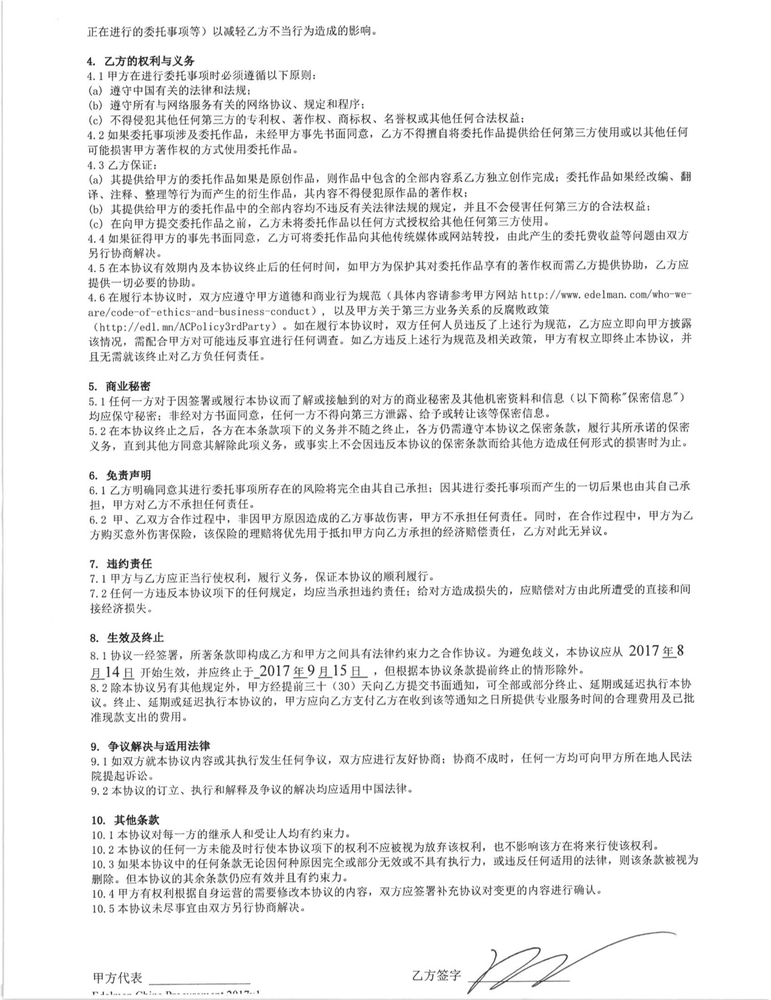 正在进行的委托事项等）以减轻乙方不当行为造成的影响。
4. 乙方的权利与义务
4.1 甲方在进行委托事项时必须遵循以下原则：
(a) 遵守中国有关的法律和法规；
(b) 遵守所有与网络服务有关的网络协议、规定和程序；
(c) 不得侵犯其他任何第三方的专利权、著作权、商标权、名誉权或其他任何合法权益；
4.2 如果委托事项涉及委托作品，未经甲方事先书面同意，乙方不得擅自将委托作品提供给任何第三方使用或以其他任何
可能损害甲方著作权的方式使用委托作品。
4.3 乙方保证：
(a) 其提供给甲方的委托作品如果是原创作品，则作品中包含的全部内容系乙方独立创作完成；委托作品如果经改编、翻
译、注释、整理等行为而产生的衍生作品，其内容不得侵犯原作品的著作权；
(b) 其提供给甲方的委托作品中的全部内容均不违反有关法律法规的规定，并且不会侵害任何第三方的合法权益；
(c) 在向甲方提交委托作品之前，乙方未将委托作品以任何方式授权给其他任何第三方使用。
4.4 如果征得甲方的事先书面同意，乙方可将委托作品向其他传统媒体或网站转投，由此产生的委托费收益等问题由双方
另行协商解决。
4.5 在本协议有效期内及本协议终止后的任何时间，如甲方为保护其对委托作品享有的著作权而需乙方提供协助，乙方应
提供一切必要的协助。
4.6 在履行本协议时，双方应遵守甲方道德和商业行为规范（具体内容请参考甲方网站 http://www.edelman.com/who-we-
are/code-of-ethics-and-business-conduct），以及甲方关于第三方业务关系的反腐败政策
（http://edl.mn/ACPolicy3rdParty）。如在履行本协议时，双方任何人员违反了上述行为规范，乙方应立即向甲方披露
该情况，需配合甲方对可能违反事宜进行任何调查。如乙方违反上述行为规范及相关政策，甲方有权立即终止本协议，并
且无需就该终止对乙方负任何责任。
5. 商业秘密
5.1 任何一方对于因签署或履行本协议而了解或接触到的对方的商业秘密及其他机密资料和信息（以下简称"保密信息"）
均应保守秘密；非经对方书面同意，任何一方不得向第三方泄露、给予或转让该等保密信息。
5.2 在本协议终止之后，各方在本条款项下的义务并不随之终止，各方仍需遵守本协议之保密条款，履行其所承诺的保密
义务，直到其他方同意其解除此项义务，或事实上不会因违反本协议的保密条款而给其他方造成任何形式的损害时为止。
6. 免责声明
6.1 乙方明确同意其进行委托事项所存在的风险将完全由其自己承担；因其进行委托事项而产生的一切后果也由其自己承
担，甲方对乙方不承担任何责任。
6.2 甲、乙双方合作过程中，非因甲方原因造成的乙方事故伤害，甲方不承担任何责任。同时，在合作过程中，甲方为乙
方购买意外伤害保险，该保险的理赔将优先用于抵扣甲方向乙方承担的经济赔偿责任，乙方对此无异议。
7. 违约责任
7.1 甲方与乙方应正当行使权利，履行义务，保证本协议的顺利履行。
7.2 任何一方违反本协议项下的任何规定，均应当承担违约责任；给对方造成损失的，应赔偿对方由此所遭受的直接和间
接经济损失。
8. 生效及终止
8.1 协议一经签署，所著条款即构成乙方和甲方之间具有法律约束力之合作协议。为避免歧义，本协议应从 2017 年 8
月 14 日 开始生效，并应终止于 2017 年 9 月 15 日 ，但根据本协议条款提前终止的情形除外。
8.2 除本协议另有其他规定外，甲方经提前三十（30）天向乙方提交书面通知，可全部或部分终止、延期或延迟执行本协
议。终止、延期或延迟执行本协议的，甲方应向乙方支付乙方在收到该等通知之日所提供专业服务时间的合理费用及已批
准现款支出的费用。
9. 争议解决与适用法律
9.1 如双方就本协议内容或其执行发生任何争议，双方应进行友好协商；协商不成时，任何一方均可向甲方所在地人民法
院提起诉讼。
9.2 本协议的订立、执行和解释及争议的解决均应适用中国法律。
10. 其他条款
10.1 本协议对每一方的继承人和受让人均有约束力。
10.2 本协议的任何一方未能及时行使本协议项下的权利不应被视为放弃该权利，也不影响该方在将来行使该权利。
10.3 如果本协议中的任何条款无论因何种原因完全或部分无效或不具有执行力，或违反任何适用的法律，则该条款被视为
删除。但本协议的其余条款仍应有效并且有约束力。
10.4 甲方有权利根据自身运营的需要修改本协议的内容，双方应签署补充协议对变更的内容进行确认。
10.5 本协议未尽事宜由双方另行协商解决。
甲方代表
乙方签字
Edelman China Procurement 2017v1